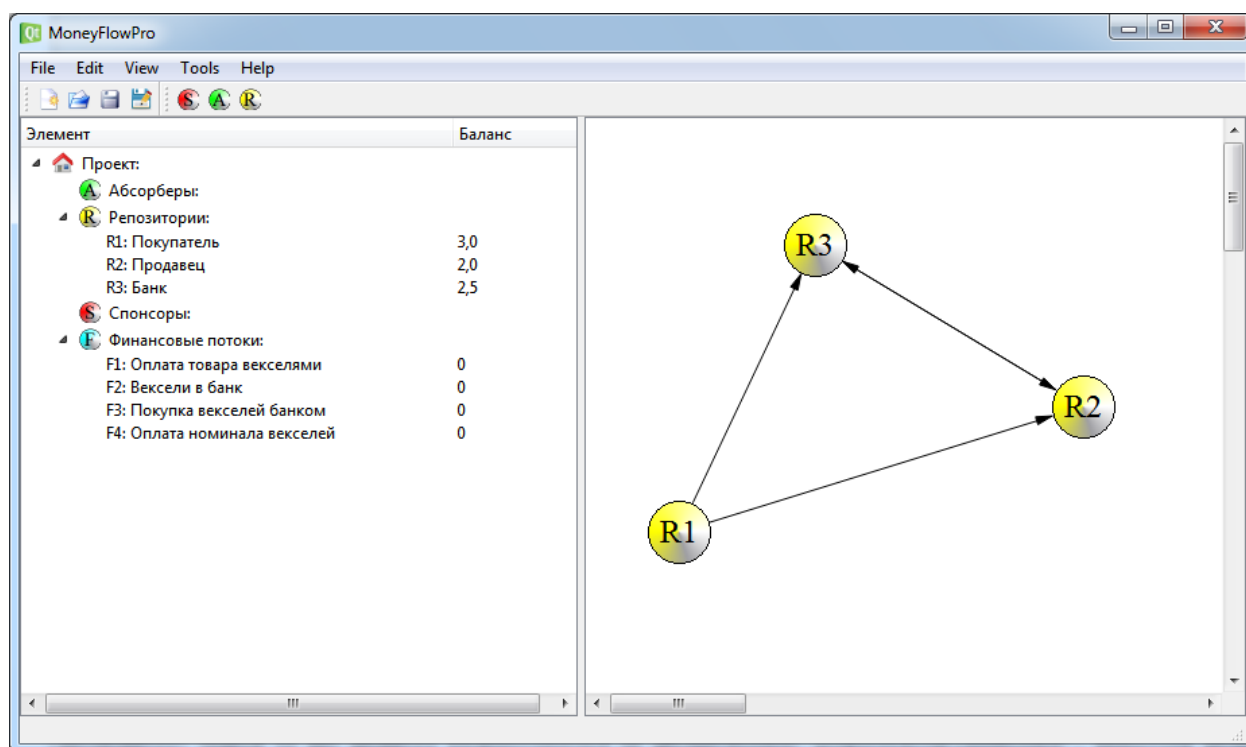 MoneyFlowPro
File Edit View Tools Help
S A R
Элемент Баланс
Проект:
A Абсорберы:
R Репозитории:
R1: Покупатель 3,0
R2: Продавец 2,0
R3: Банк 2,5
S Спонсоры:
F Финансовые потоки:
F1: Оплата товара векселями 0
F2: Вексели в банк 0
F3: Покупка векселей банком 0
F4: Оплата номинала векселей 0
R3
R2
R1